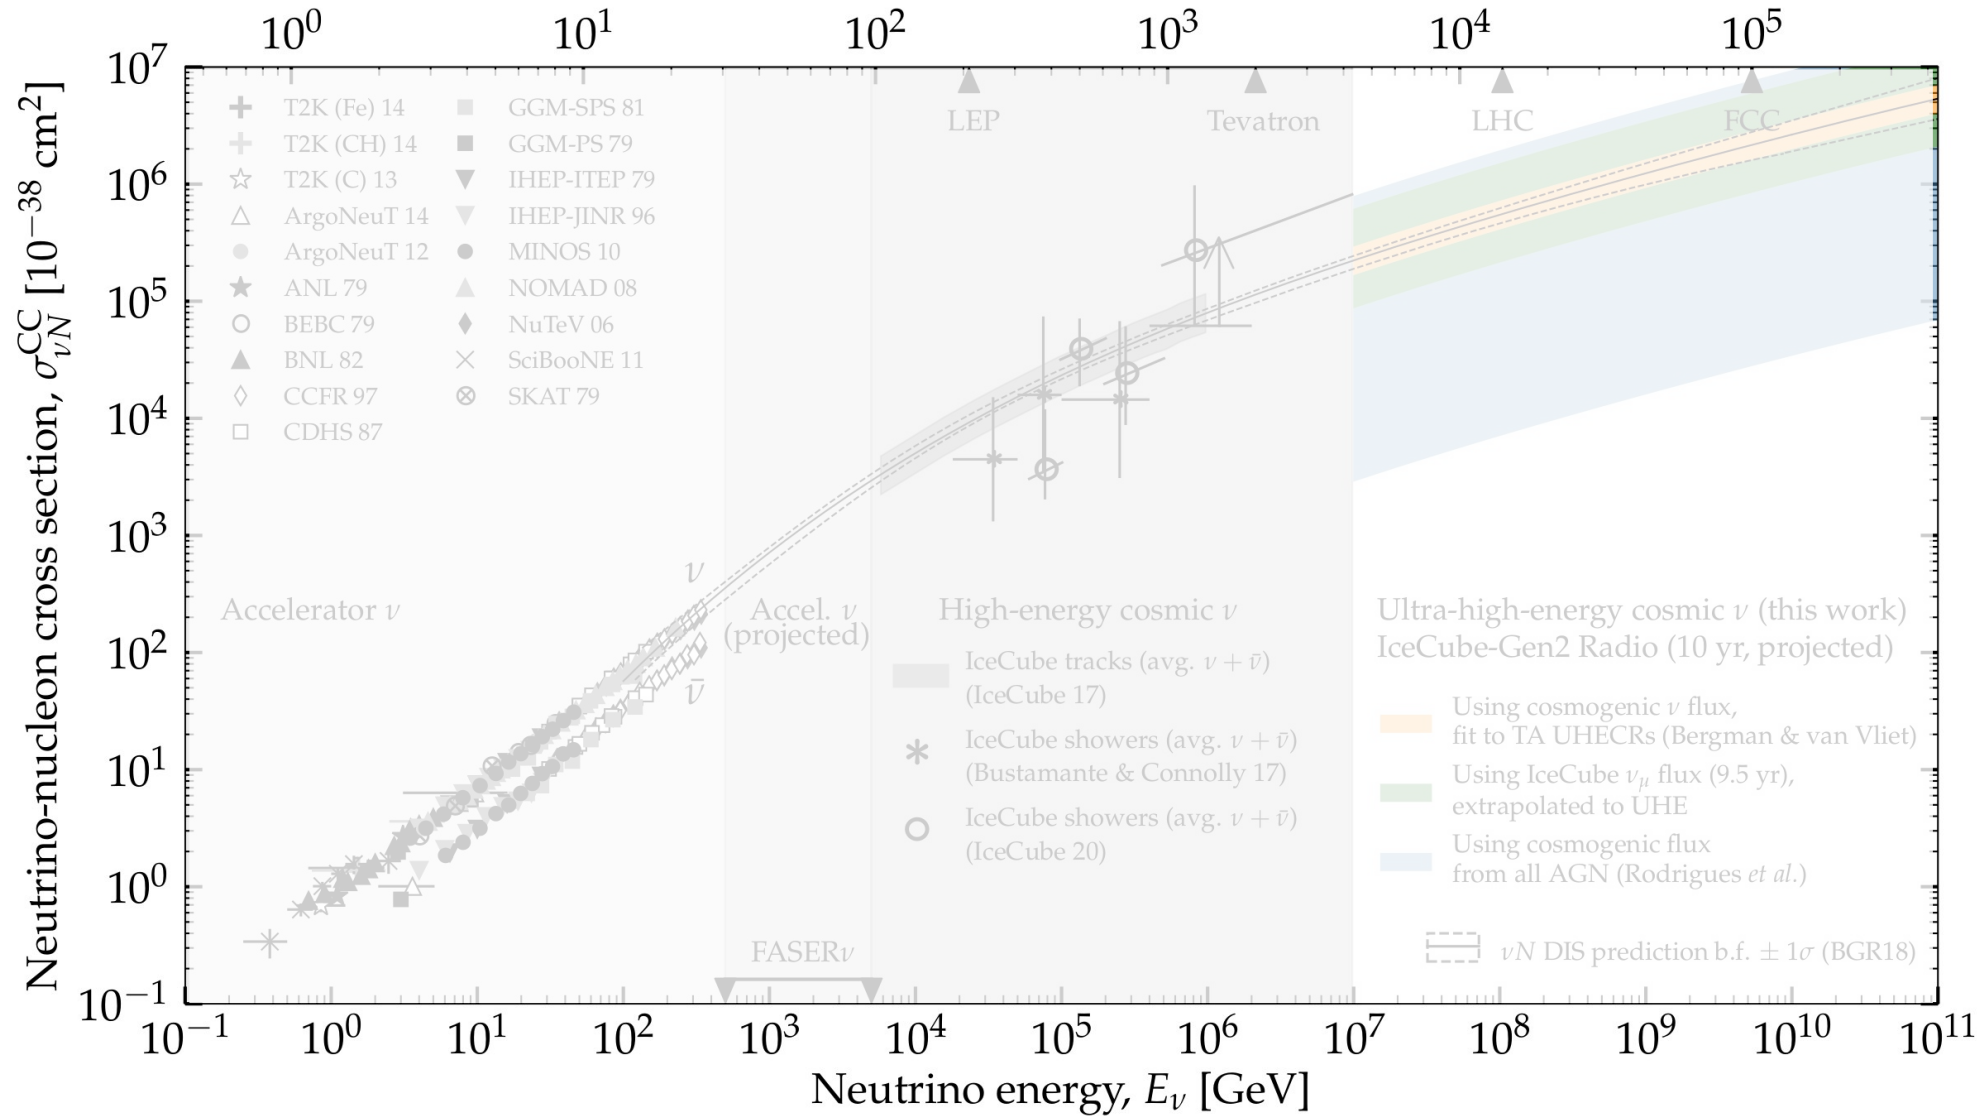 10⁰ 10¹ 10² 10³ 10⁴ 10⁵
10⁷
10⁶
10⁵
10⁴
10³
10²
10¹
10⁰
10⁻¹
Neutrino-nucleon cross section, σ_νN^CC [10⁻³⁸ cm²]
T2K (Fe) 14
T2K (CH) 14
T2K (C) 13
ArgoNeuT 14
ArgoNeuT 12
ANL 79
BEBC 79
BNL 82
CCFR 97
CDHS 87
GGM-SPS 81
GGM-PS 79
IHEP-ITEP 79
IHEP-JINR 96
MINOS 10
NOMAD 08
NuTeV 06
SciBooNE 11
SKAT 79
LEP
Tevatron
LHC
FCC
ν
ν̄
Accelerator ν
Accel. ν
(projected)
FASERν
High-energy cosmic ν
IceCube tracks (avg. ν + ν̄)
(IceCube 17)
IceCube showers (avg. ν + ν̄)
(Bustamante & Connolly 17)
IceCube showers (avg. ν + ν̄)
(IceCube 20)
Ultra-high-energy cosmic ν (this work)
IceCube-Gen2 Radio (10 yr, projected)
Using cosmogenic ν flux,
fit to TA UHECRs (Bergman & van Vliet)
Using IceCube ν_μ flux (9.5 yr),
extrapolated to UHE
Using cosmogenic flux
from all AGN (Rodrigues et al.)
νN DIS prediction b.f. ± 1σ (BGR18)
10⁻¹ 10⁰ 10¹ 10² 10³ 10⁴ 10⁵ 10⁶ 10⁷ 10⁸ 10⁹ 10¹⁰ 10¹¹
Neutrino energy, E_ν [GeV]